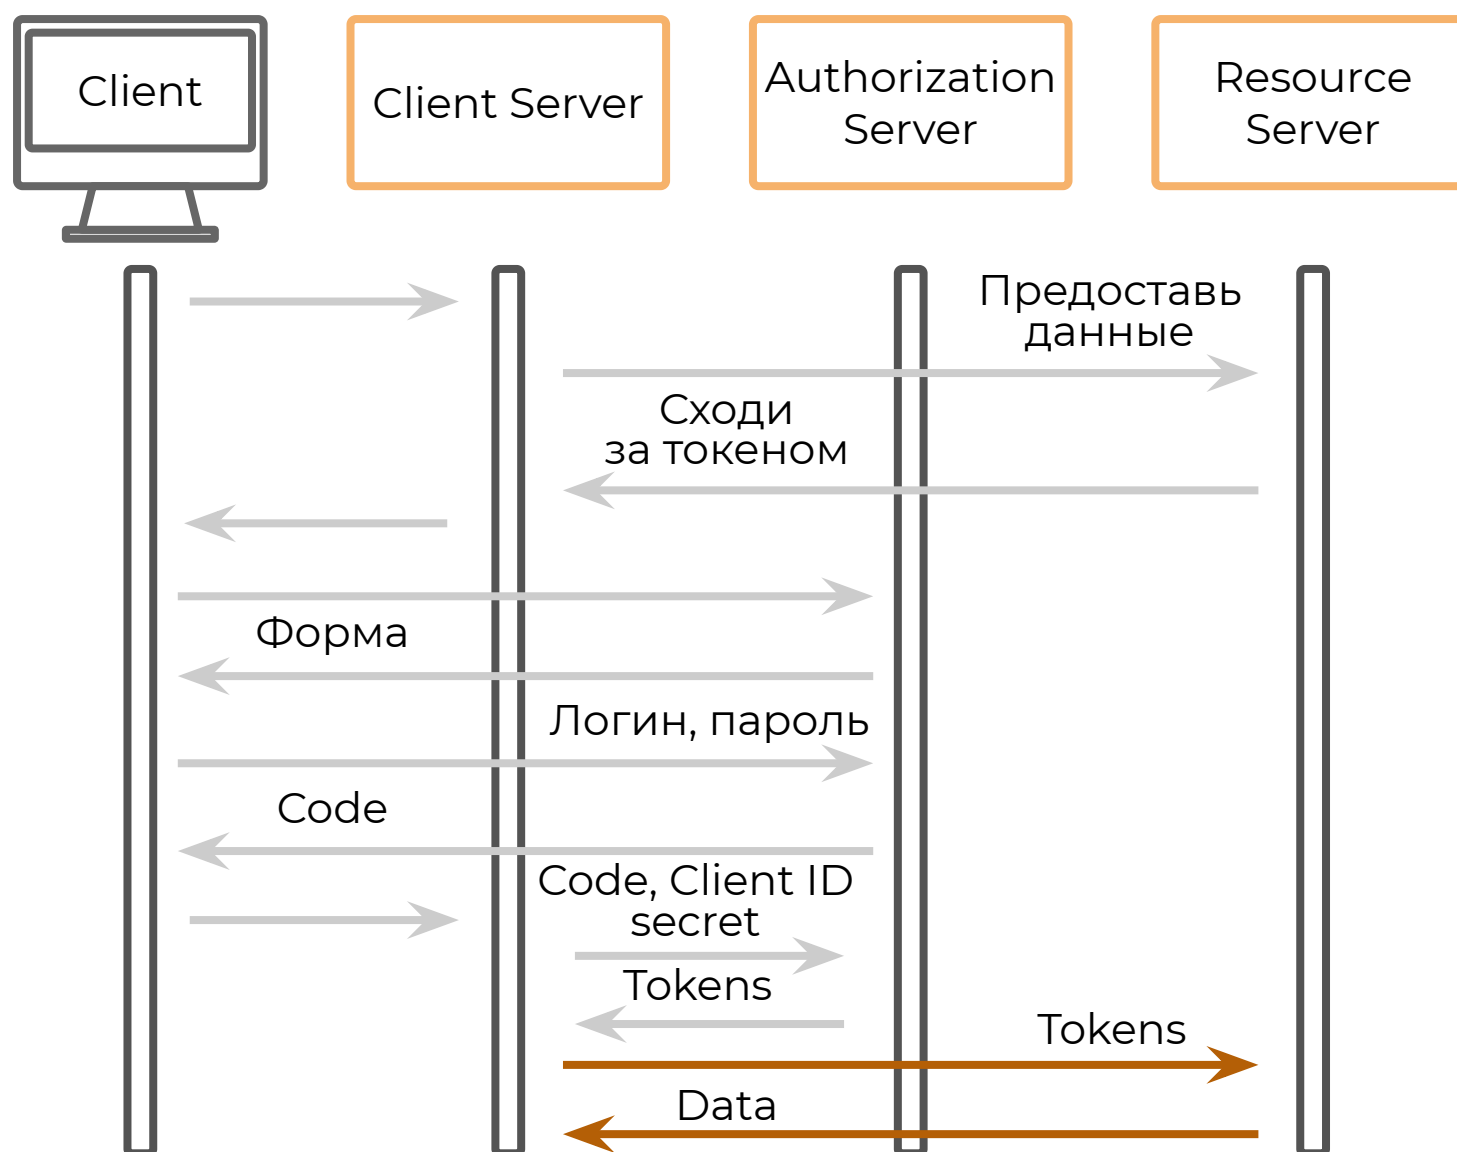 Client
Client Server
Authorization
Server
Resource
Server
Предоставь
данные
Сходи
за токеном
Форма
Логин, пароль
Code
Code, Client ID
secret
Tokens
Tokens
Data